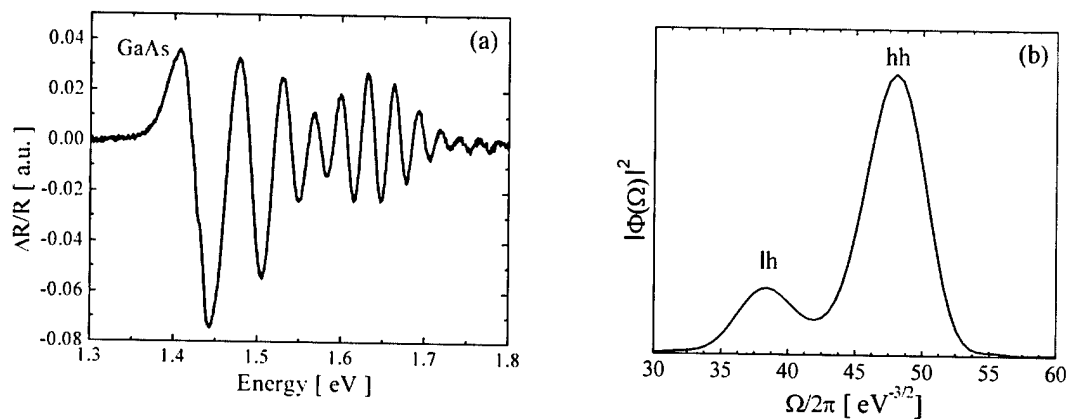 (a)
GaAs
0.04
0.02
0.00
-0.02
-0.04
-0.06
-0.08
ΔR/R [ a.u. ]
1.3 1.4 1.5 1.6 1.7 1.8
Energy [ eV ]
(b)
hh
lh
|Φ(Ω)|²
30 35 40 45 50 55 60
Ω/2π [ eV⁻³ᐟ² ]